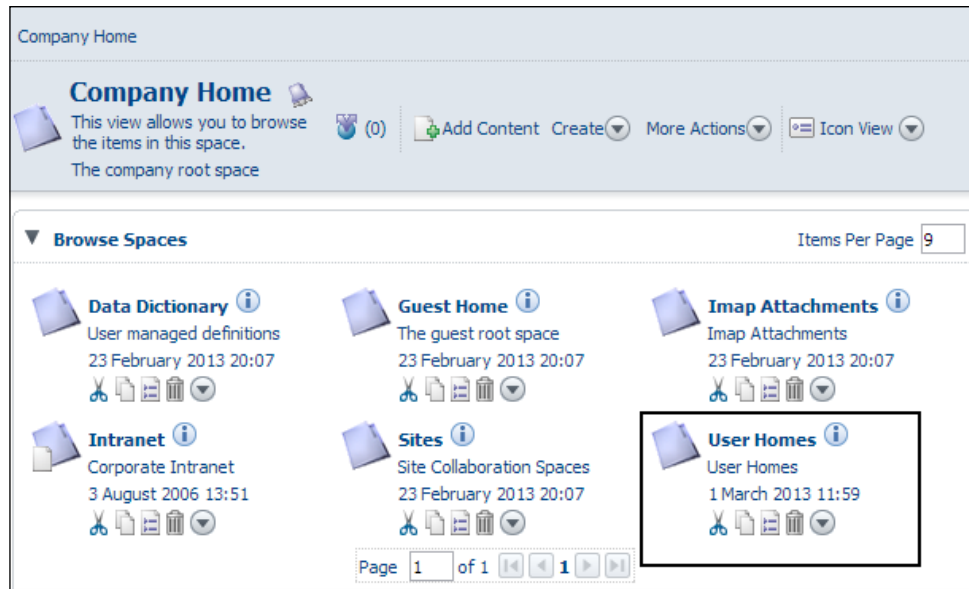 Company Home
Company Home
This view allows you to browse
the items in this space.
The company root space
(0)
Add Content Create More Actions Icon View
Browse Spaces
Items Per Page 9
Data Dictionary
User managed definitions
23 February 2013 20:07
Guest Home
The guest root space
23 February 2013 20:07
Imap Attachments
Imap Attachments
23 February 2013 20:07
Intranet
Corporate Intranet
3 August 2006 13:51
Sites
Site Collaboration Spaces
23 February 2013 20:07
User Homes
User Homes
1 March 2013 11:59
Page 1 of 1 1